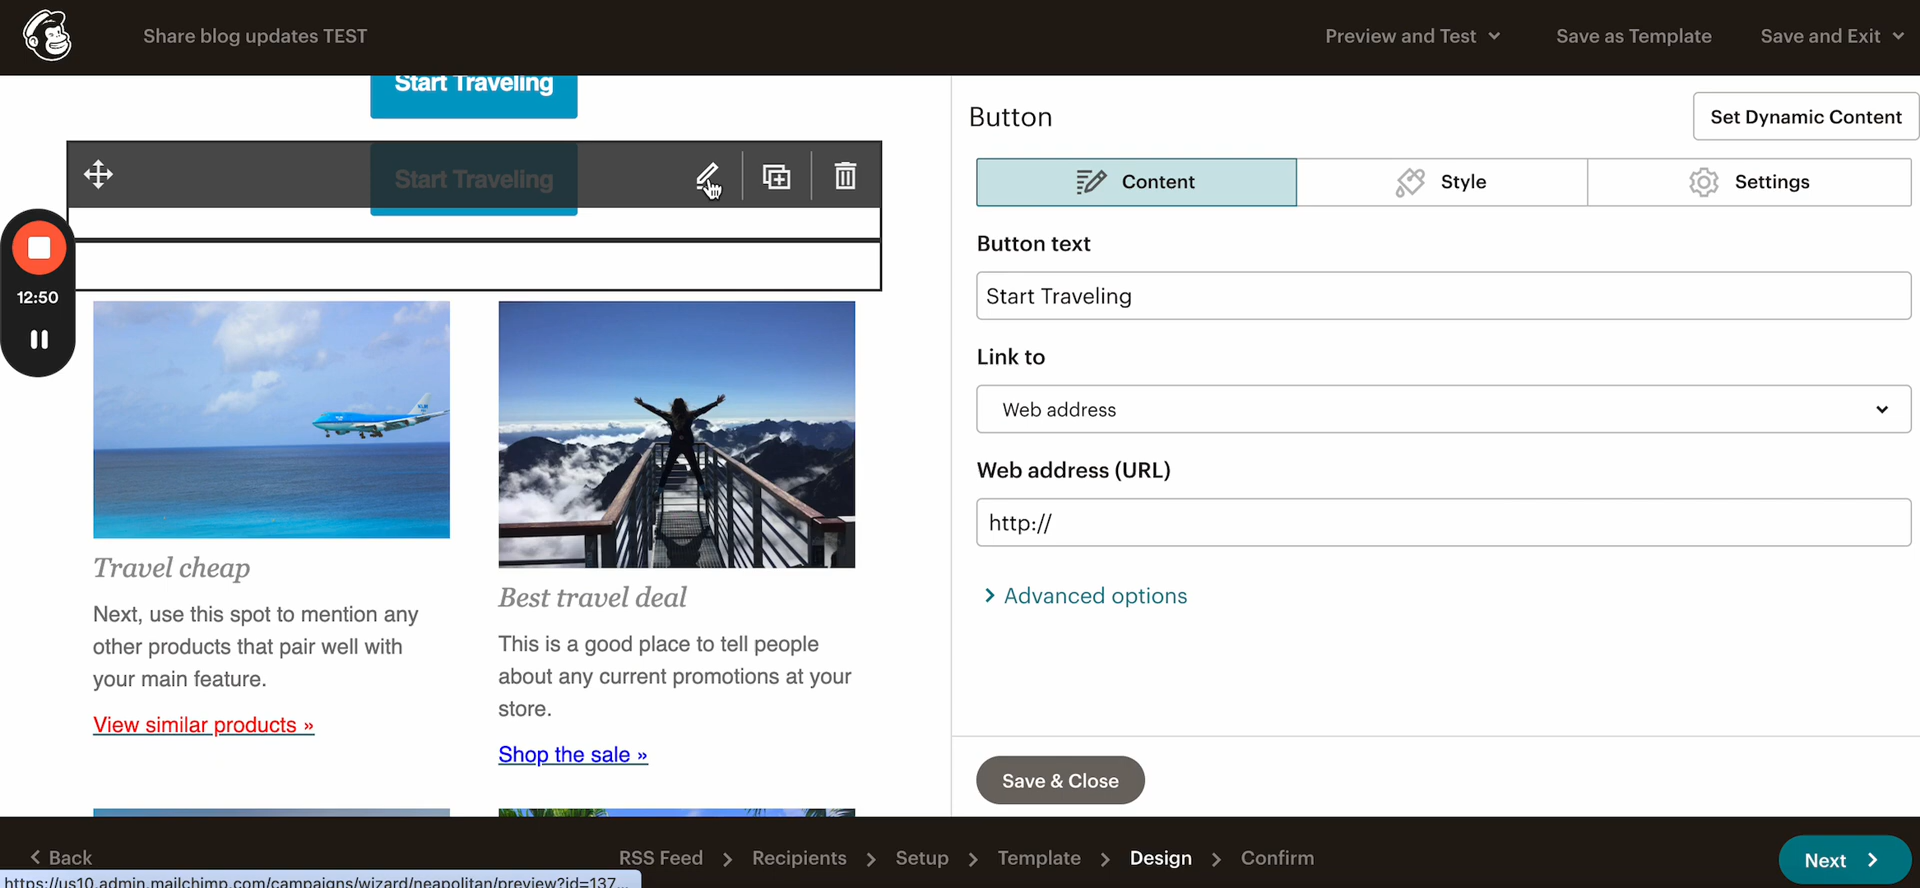 Share blog updates TEST
Preview and Test
Save as Template
Save and Exit
Start Traveling
Start Traveling
12:50
Travel cheap
Next, use this spot to mention any
other products that pair well with
your main feature.
View similar products »
Best travel deal
This is a good place to tell people
about any current promotions at your
store.
Shop the sale »
Button
Set Dynamic Content
Content
Style
Settings
Button text
Start Traveling
Link to
Web address
Web address (URL)
http://
Advanced options
Save & Close
Back
RSS Feed > Recipients > Setup > Template > Design > Confirm
Next
https://us10.admin.mailchimp.com/campaigns/wizard/neapolitan/preview?id=137...